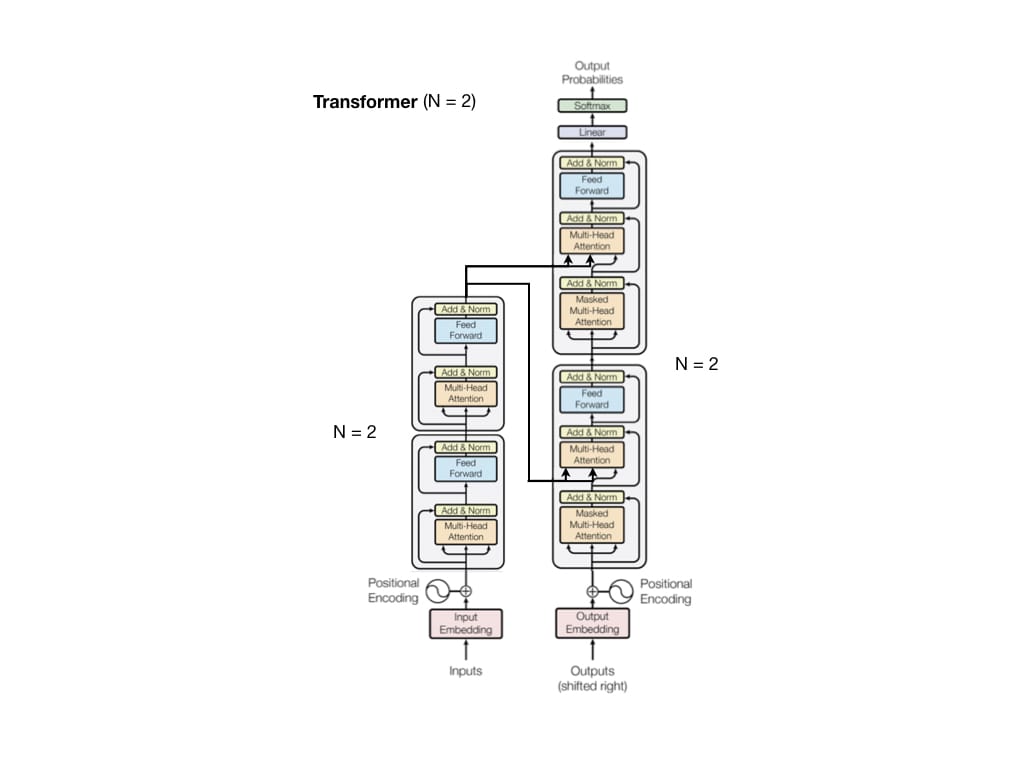 Transformer (N = 2)
Output
Probabilities
Softmax
Linear
Add & Norm
Feed
Forward
Add & Norm
Multi-Head
Attention
Add & Norm
Masked
Multi-Head
Attention
N = 2
Add & Norm
Feed
Forward
Add & Norm
Multi-Head
Attention
Add & Norm
Masked
Multi-Head
Attention
Positional
Encoding
Output
Embedding
Outputs
(shifted right)
Add & Norm
Feed
Forward
Add & Norm
Multi-Head
Attention
N = 2
Add & Norm
Feed
Forward
Add & Norm
Multi-Head
Attention
Positional
Encoding
Input
Embedding
Inputs